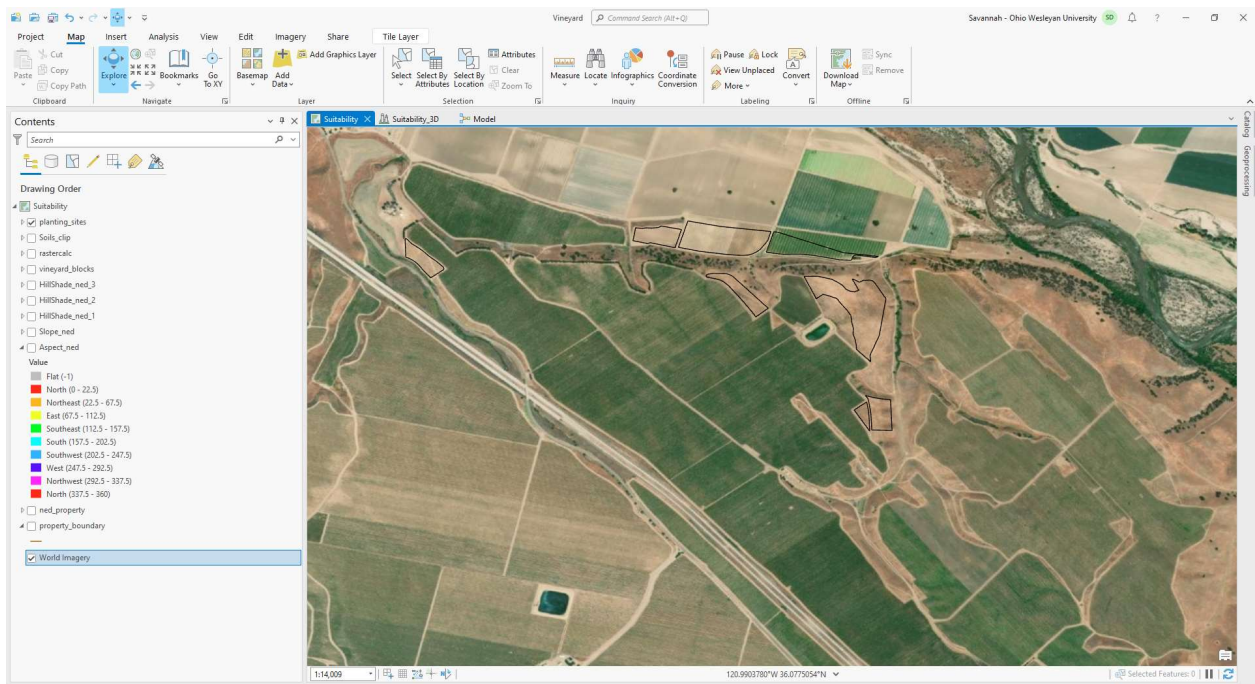 Vineyard
Command Search (Alt+Q)
Savannah - Ohio Wesleyan University
SD
?
Project Map Insert Analysis View Edit Imagery Share Tile Layer
Paste
Cut
Copy
Copy Path
Clipboard
Explore
Bookmarks
Go To XY
Navigate
Basemap
Add Data
Add Graphics Layer
Layer
Select
Select By Attributes
Select By Location
Attributes
Clear
Zoom To
Selection
Measure
Locate
Infographics
Coordinate Conversion
Inquiry
Pause
Lock
View Unplaced
More
Convert
Labeling
Download Map
Sync
Remove
Offline
Contents
Search
Drawing Order
Suitability
planting_sites
Soils_clip
rastercalc
vineyard_blocks
HillShade_ned_3
HillShade_ned_2
HillShade_ned_1
Slope_ned
Aspect_ned
Value
Flat (-1)
North (0 - 22.5)
Northeast (22.5 - 67.5)
East (67.5 - 112.5)
Southeast (112.5 - 157.5)
South (157.5 - 202.5)
Southwest (202.5 - 247.5)
West (247.5 - 292.5)
Northwest (292.5 - 337.5)
North (337.5 - 360)
ned_property
property_boundary
World Imagery
Suitability
Suitability_3D
Model
Catalog
Geoprocessing
1:14,009
120.9903780°W 36.0775054°N
Selected Features: 0